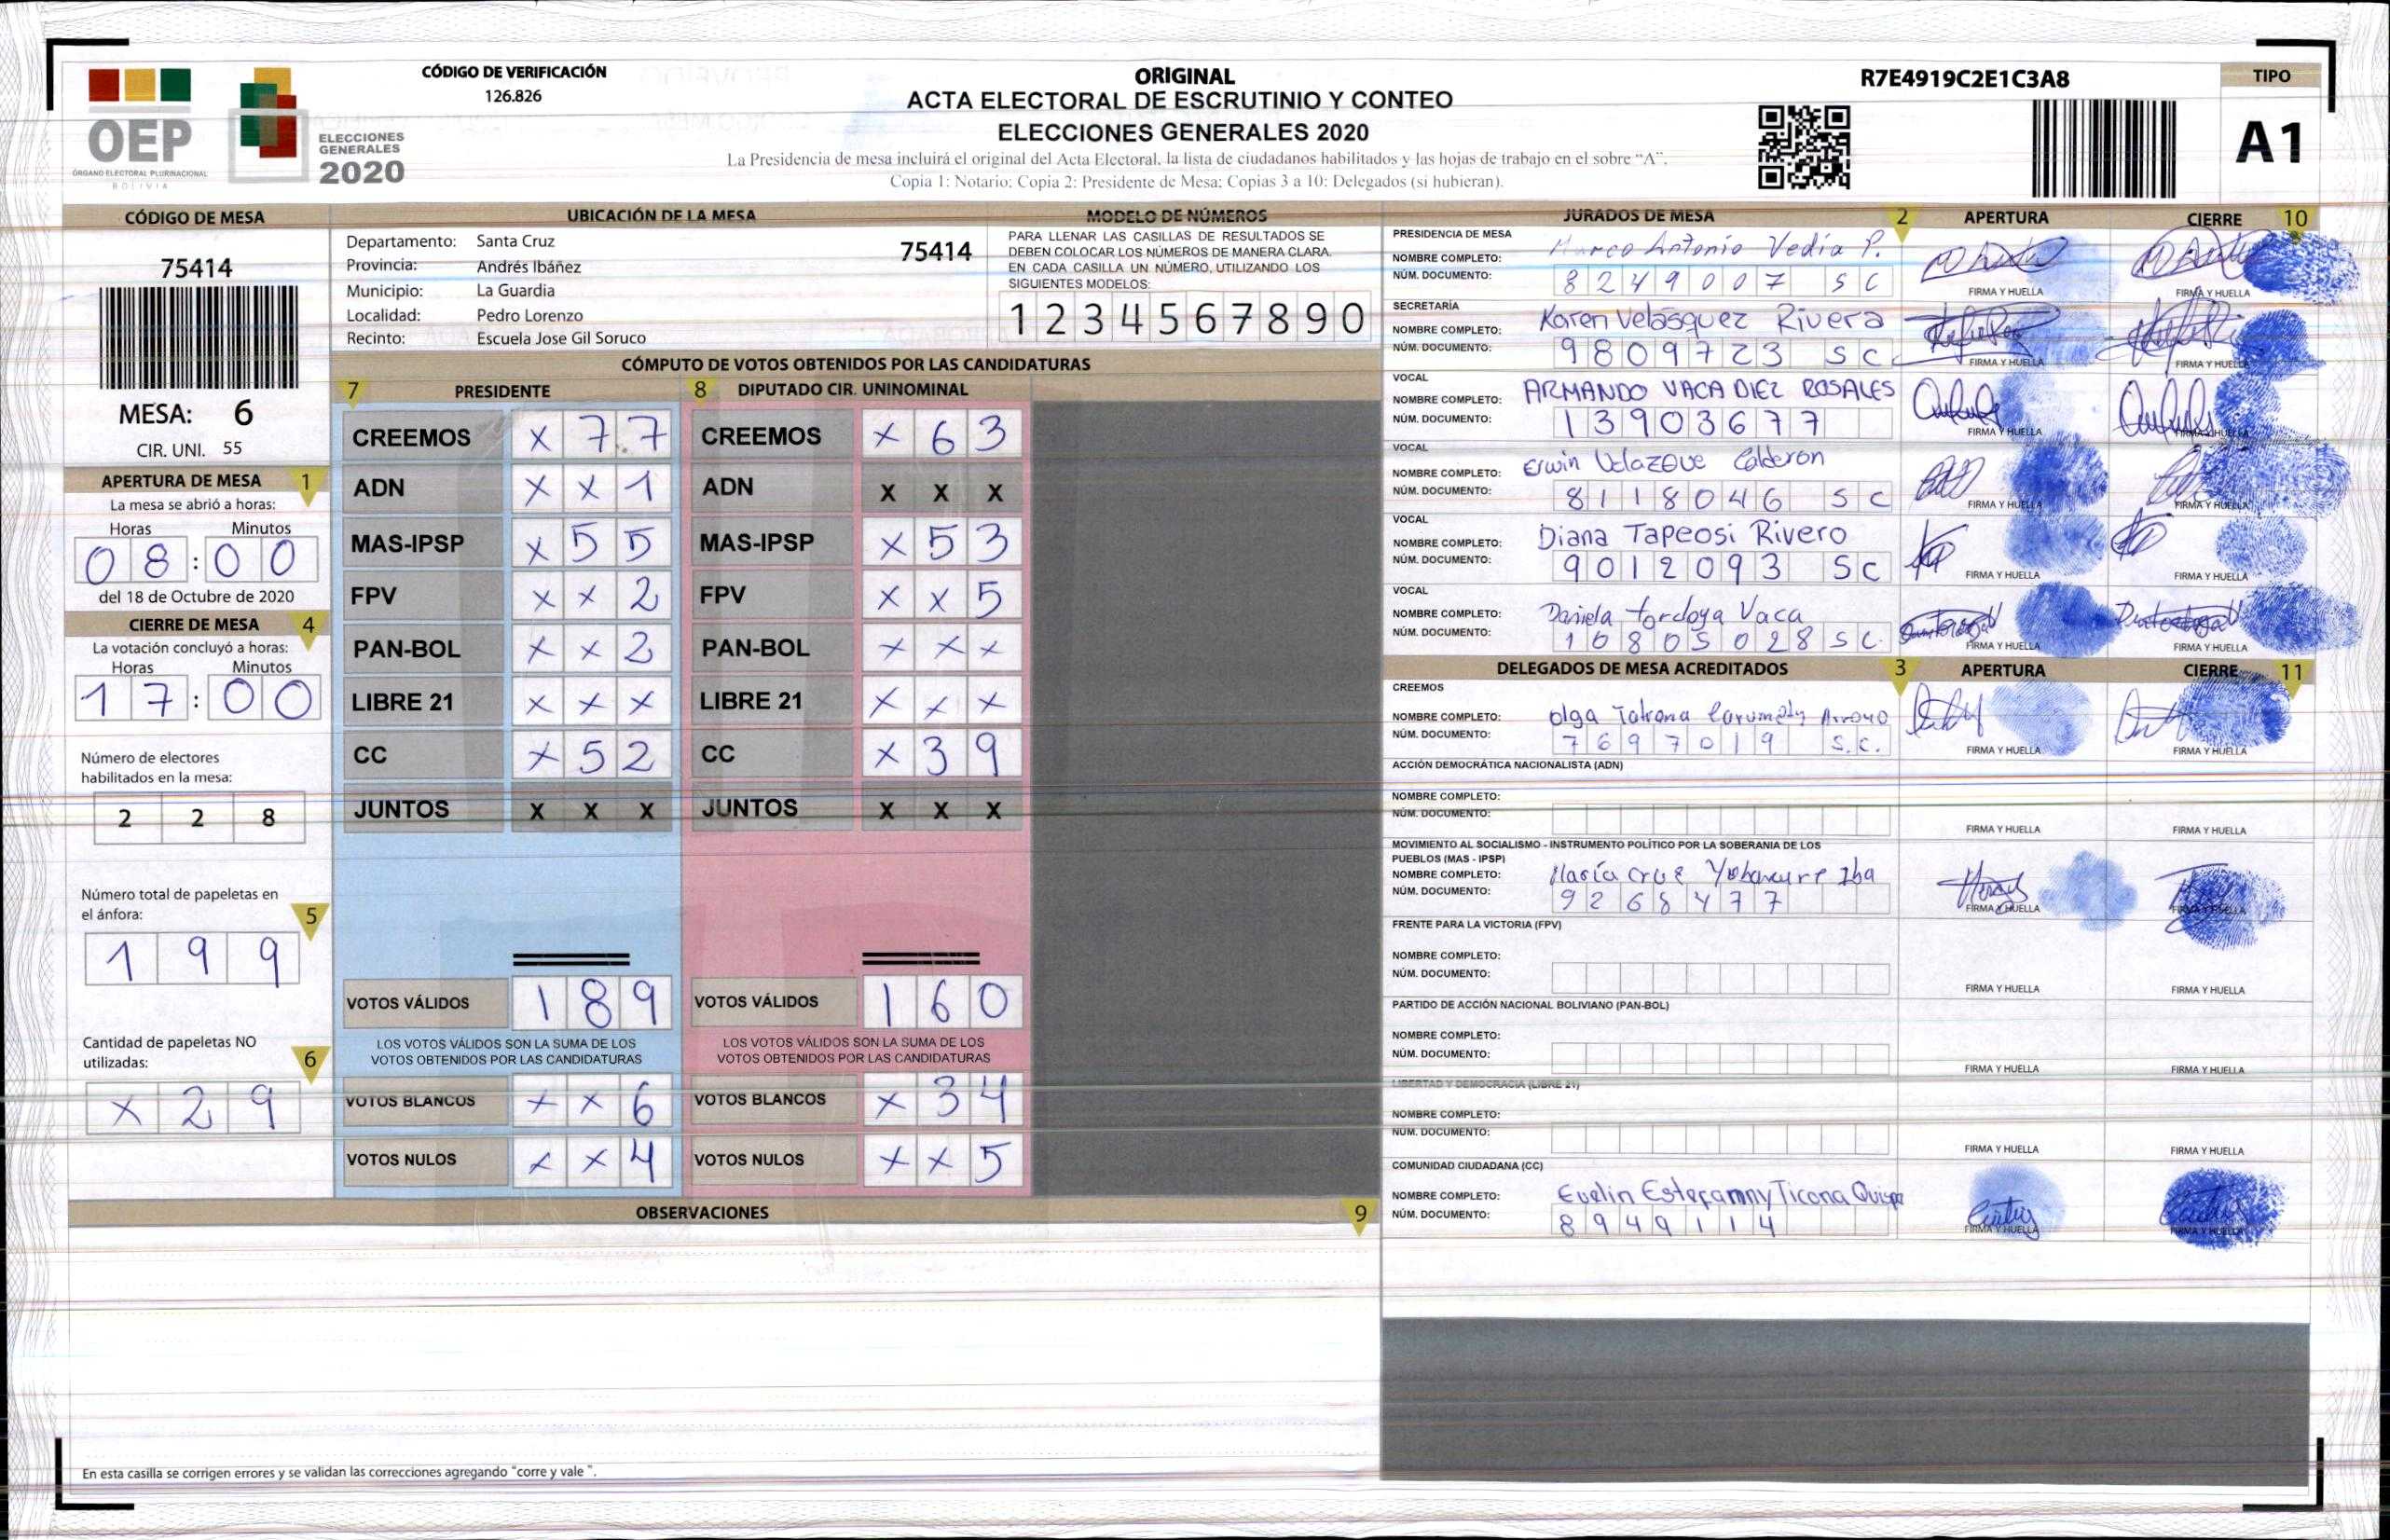 CÓDIGO DE VERIFICACIÓN
126.826
ORIGINAL
ACTA ELECTORAL DE ESCRUTINIO Y CONTEO
ELECCIONES GENERALES 2020
La Presidencia de mesa incluirá el original del Acta Electoral, la lista de ciudadanos habilitados y las hojas de trabajo en el sobre "A".
Copia 1: Notario; Copia 2: Presidente de Mesa; Copias 3 a 10: Delegados (si hubieran).
R7E4919C2E1C3A8
TIPO
A1
OEP
ÓRGANO ELECTORAL PLURINACIONAL
BOLIVIA
ELECCIONES
GENERALES
2020
CÓDIGO DE MESA
75414
MESA: 6
CIR. UNI. 55
APERTURA DE MESA 1
La mesa se abrió a horas:
Horas Minutos
08:00
del 18 de Octubre de 2020
CIERRE DE MESA 4
La votación concluyó a horas:
Horas Minutos
17:00
Número de electores
habilitados en la mesa:
2 2 8
Número total de papeletas en
el ánfora: 5
1 9 9
Cantidad de papeletas NO
utilizadas: 6
X 2 9
UBICACIÓN DE LA MESA
Departamento: Santa Cruz 75414
Provincia: Andrés Ibáñez
Municipio: La Guardia
Localidad: Pedro Lorenzo
Recinto: Escuela Jose Gil Soruco
MODELO DE NÚMEROS
PARA LLENAR LAS CASILLAS DE RESULTADOS SE
DEBEN COLOCAR LOS NÚMEROS DE MANERA CLARA.
EN CADA CASILLA UN NÚMERO, UTILIZANDO LOS
SIGUIENTES MODELOS:
1 2 3 4 5 6 7 8 9 0
CÓMPUTO DE VOTOS OBTENIDOS POR LAS CANDIDATURAS
7 PRESIDENTE 8 DIPUTADO CIR. UNINOMINAL
CREEMOS X 7 7 CREEMOS X 6 3
ADN X X 1 ADN X X X
MAS-IPSP X 5 5 MAS-IPSP X 5 3
FPV X X 2 FPV X X 5
PAN-BOL X X 2 PAN-BOL X X X
LIBRE 21 X X X LIBRE 21 X X X
CC X 5 2 CC X 3 9
JUNTOS X X X JUNTOS X X X
VOTOS VÁLIDOS 1 8 9 VOTOS VÁLIDOS 1 6 0
LOS VOTOS VÁLIDOS SON LA SUMA DE LOS LOS VOTOS VÁLIDOS SON LA SUMA DE LOS
VOTOS OBTENIDOS POR LAS CANDIDATURAS VOTOS OBTENIDOS POR LAS CANDIDATURAS
VOTOS BLANCOS X X 6 VOTOS BLANCOS X 3 4
VOTOS NULOS X X 4 VOTOS NULOS X X 5
OBSERVACIONES 9
En esta casilla se corrigen errores y se validan las correcciones agregando "corre y vale ".
JURADOS DE MESA 2 APERTURA CIERRE 10
PRESIDENCIA DE MESA
NOMBRE COMPLETO: Marco Antonio Vedia P.
NÚM. DOCUMENTO: 8249007 SC FIRMA Y HUELLA FIRMA Y HUELLA
SECRETARÍA
NOMBRE COMPLETO: Karen Velasquez Rivera
NÚM. DOCUMENTO: 9809723 SC FIRMA Y HUELLA FIRMA Y HUELLA
VOCAL
NOMBRE COMPLETO: ARMANDO VACA DIEZ ROSALES
NÚM. DOCUMENTO: 13903677 FIRMA Y HUELLA FIRMA Y HUELLA
VOCAL
NOMBRE COMPLETO: Erwin Velazque Calderon
NÚM. DOCUMENTO: 8118046 SC FIRMA Y HUELLA FIRMA Y HUELLA
VOCAL
NOMBRE COMPLETO: Diana Tapeosi Rivero
NÚM. DOCUMENTO: 9012093 SC FIRMA Y HUELLA FIRMA Y HUELLA
VOCAL
NOMBRE COMPLETO: Daniela Tordoya Vaca
NÚM. DOCUMENTO: 10805028 SC. FIRMA Y HUELLA FIRMA Y HUELLA
DELEGADOS DE MESA ACREDITADOS 3 APERTURA CIERRE 11
CREEMOS
NOMBRE COMPLETO: Olga Arroyo
NÚM. DOCUMENTO: 7697019 S.C. FIRMA Y HUELLA FIRMA Y HUELLA
ACCIÓN DEMOCRÁTICA NACIONALISTA (ADN)
NOMBRE COMPLETO:
NÚM. DOCUMENTO: FIRMA Y HUELLA FIRMA Y HUELLA
MOVIMIENTO AL SOCIALISMO - INSTRUMENTO POLÍTICO POR LA SOBERANIA DE LOS
PUEBLOS (MAS - IPSP)
NOMBRE COMPLETO: María Cruz
NÚM. DOCUMENTO: 9268477 FIRMA Y HUELLA FIRMA Y HUELLA
FRENTE PARA LA VICTORIA (FPV)
NOMBRE COMPLETO:
NÚM. DOCUMENTO: FIRMA Y HUELLA FIRMA Y HUELLA
PARTIDO DE ACCIÓN NACIONAL BOLIVIANO (PAN-BOL)
NOMBRE COMPLETO:
NÚM. DOCUMENTO: FIRMA Y HUELLA FIRMA Y HUELLA
LIBERTAD Y DEMOCRACIA (LIBRE 21)
NOMBRE COMPLETO:
NÚM. DOCUMENTO: FIRMA Y HUELLA FIRMA Y HUELLA
COMUNIDAD CIUDADANA (CC)
NOMBRE COMPLETO: Evelin Estefanny Ticona Quispe
NÚM. DOCUMENTO: 8949114 FIRMA Y HUELLA FIRMA Y HUELLA